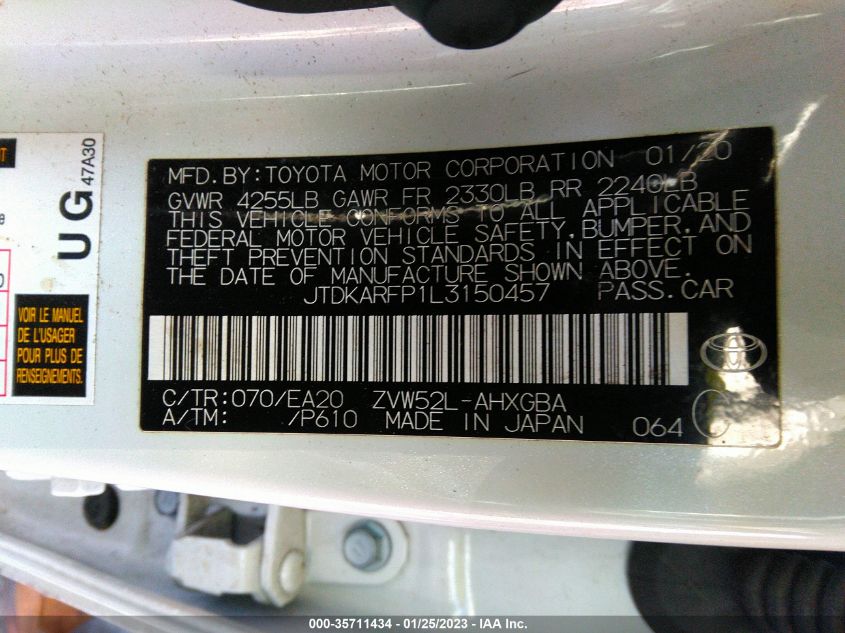 MFD. BY: TOYOTA MOTOR CORPORATION 01/20
GVWR 4255LB GAWR FR 2330LB RR 2240LB
THIS VEHICLE CONFORMS TO ALL APPLICABLE
FEDERAL MOTOR VEHICLE SAFETY, BUMPER, AND
THEFT PREVENTION STANDARDS IN EFFECT ON
THE DATE OF MANUFACTURE SHOWN ABOVE.
JTDKARFP1L3150457 PASS. CAR
C/TR: 070/EA20 ZVW52L-AHXGBA
A/TM: /P610 MADE IN JAPAN 064 C
UG
47A30
VOIR LE MANUEL
DE L'USAGER
POUR PLUS DE
RENSEIGNEMENTS.
000-35711434 - 01/25/2023 - IAA Inc.